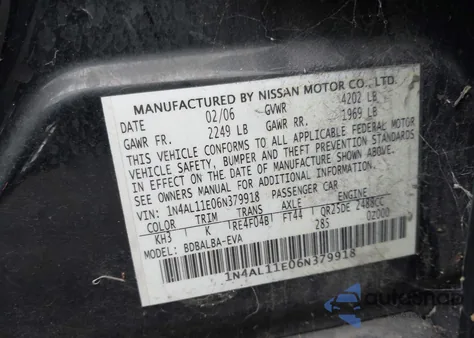 MANUFACTURED BY NISSAN MOTOR CO., LTD.
DATE 02/06 GVWR 4202 LB
GAWR FR. 2249 LB GAWR RR. 1969 LB
THIS VEHICLE CONFORMS TO ALL APPLICABLE FEDERAL MOTOR
VEHICLE SAFETY, BUMPER AND THEFT PREVENTION STANDARDS
IN EFFECT ON THE DATE OF MANUFACTURE SHOWN ABOVE.
SEE OWNERS MANUAL FOR ADDITIONAL INFORMATION.
VIN: 1N4AL11E06N379918 PASSENGER CAR
COLOR TRIM TRANS AXLE ENGINE
KH3 K RE4F04B FT44 QR25DE 2488CC
MODEL: BDBALBA-EVA 285 0Z000
1N4AL11E06N379918
autosnap